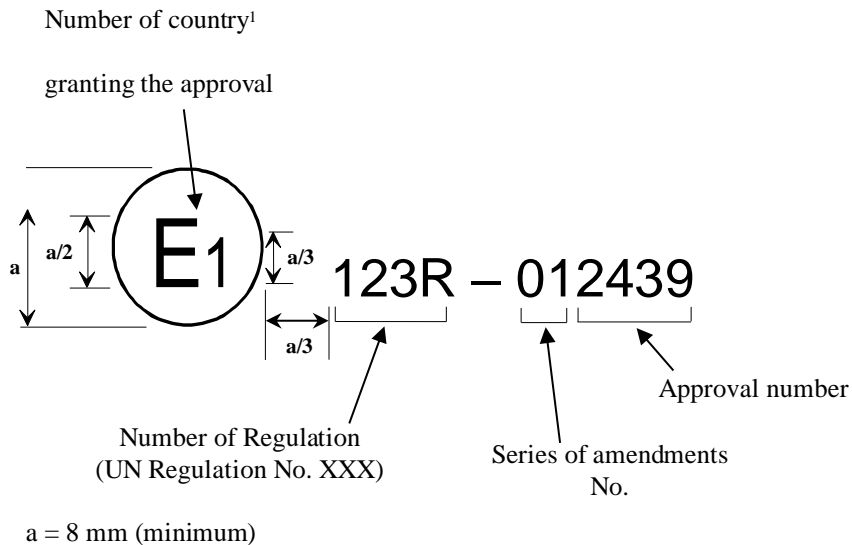 Number of country¹
granting the approval
E1
a
a/2
a/3
123R – 012439
a/3
Approval number
Number of Regulation
(UN Regulation No. XXX)
Series of amendments
No.
a = 8 mm (minimum)